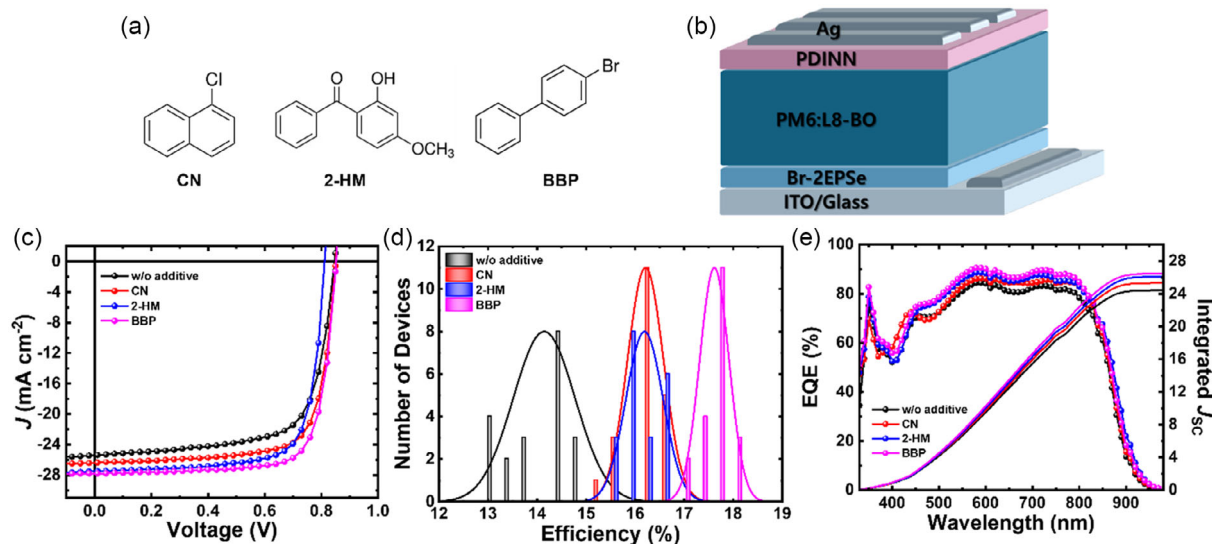 (a)
Cl
CN
O
OH
OCH3
2-HM
Br
BBP
(b)
Ag
PDINN
PM6:L8-BO
Br-2EPSe
ITO/Glass
(c)
0
-4
-8
-12
-16
-20
-24
-28
J (mA cm-2)
w/o additive
CN
2-HM
BBP
0.0
0.2
0.4
0.6
0.8
1.0
Voltage (V)
(d)
12
10
8
6
4
2
0
Number of Devices
w/o additive
CN
2-HM
BBP
12 13 14 15 16 17 18 19
Efficiency (%)
(e)
100
80
60
40
20
0
EQE (%)
w/o additive
CN
2-HM
BBP
28
24
20
16
12
8
4
0
Integrated JSC
400 500 600 700 800 900
Wavelength (nm)